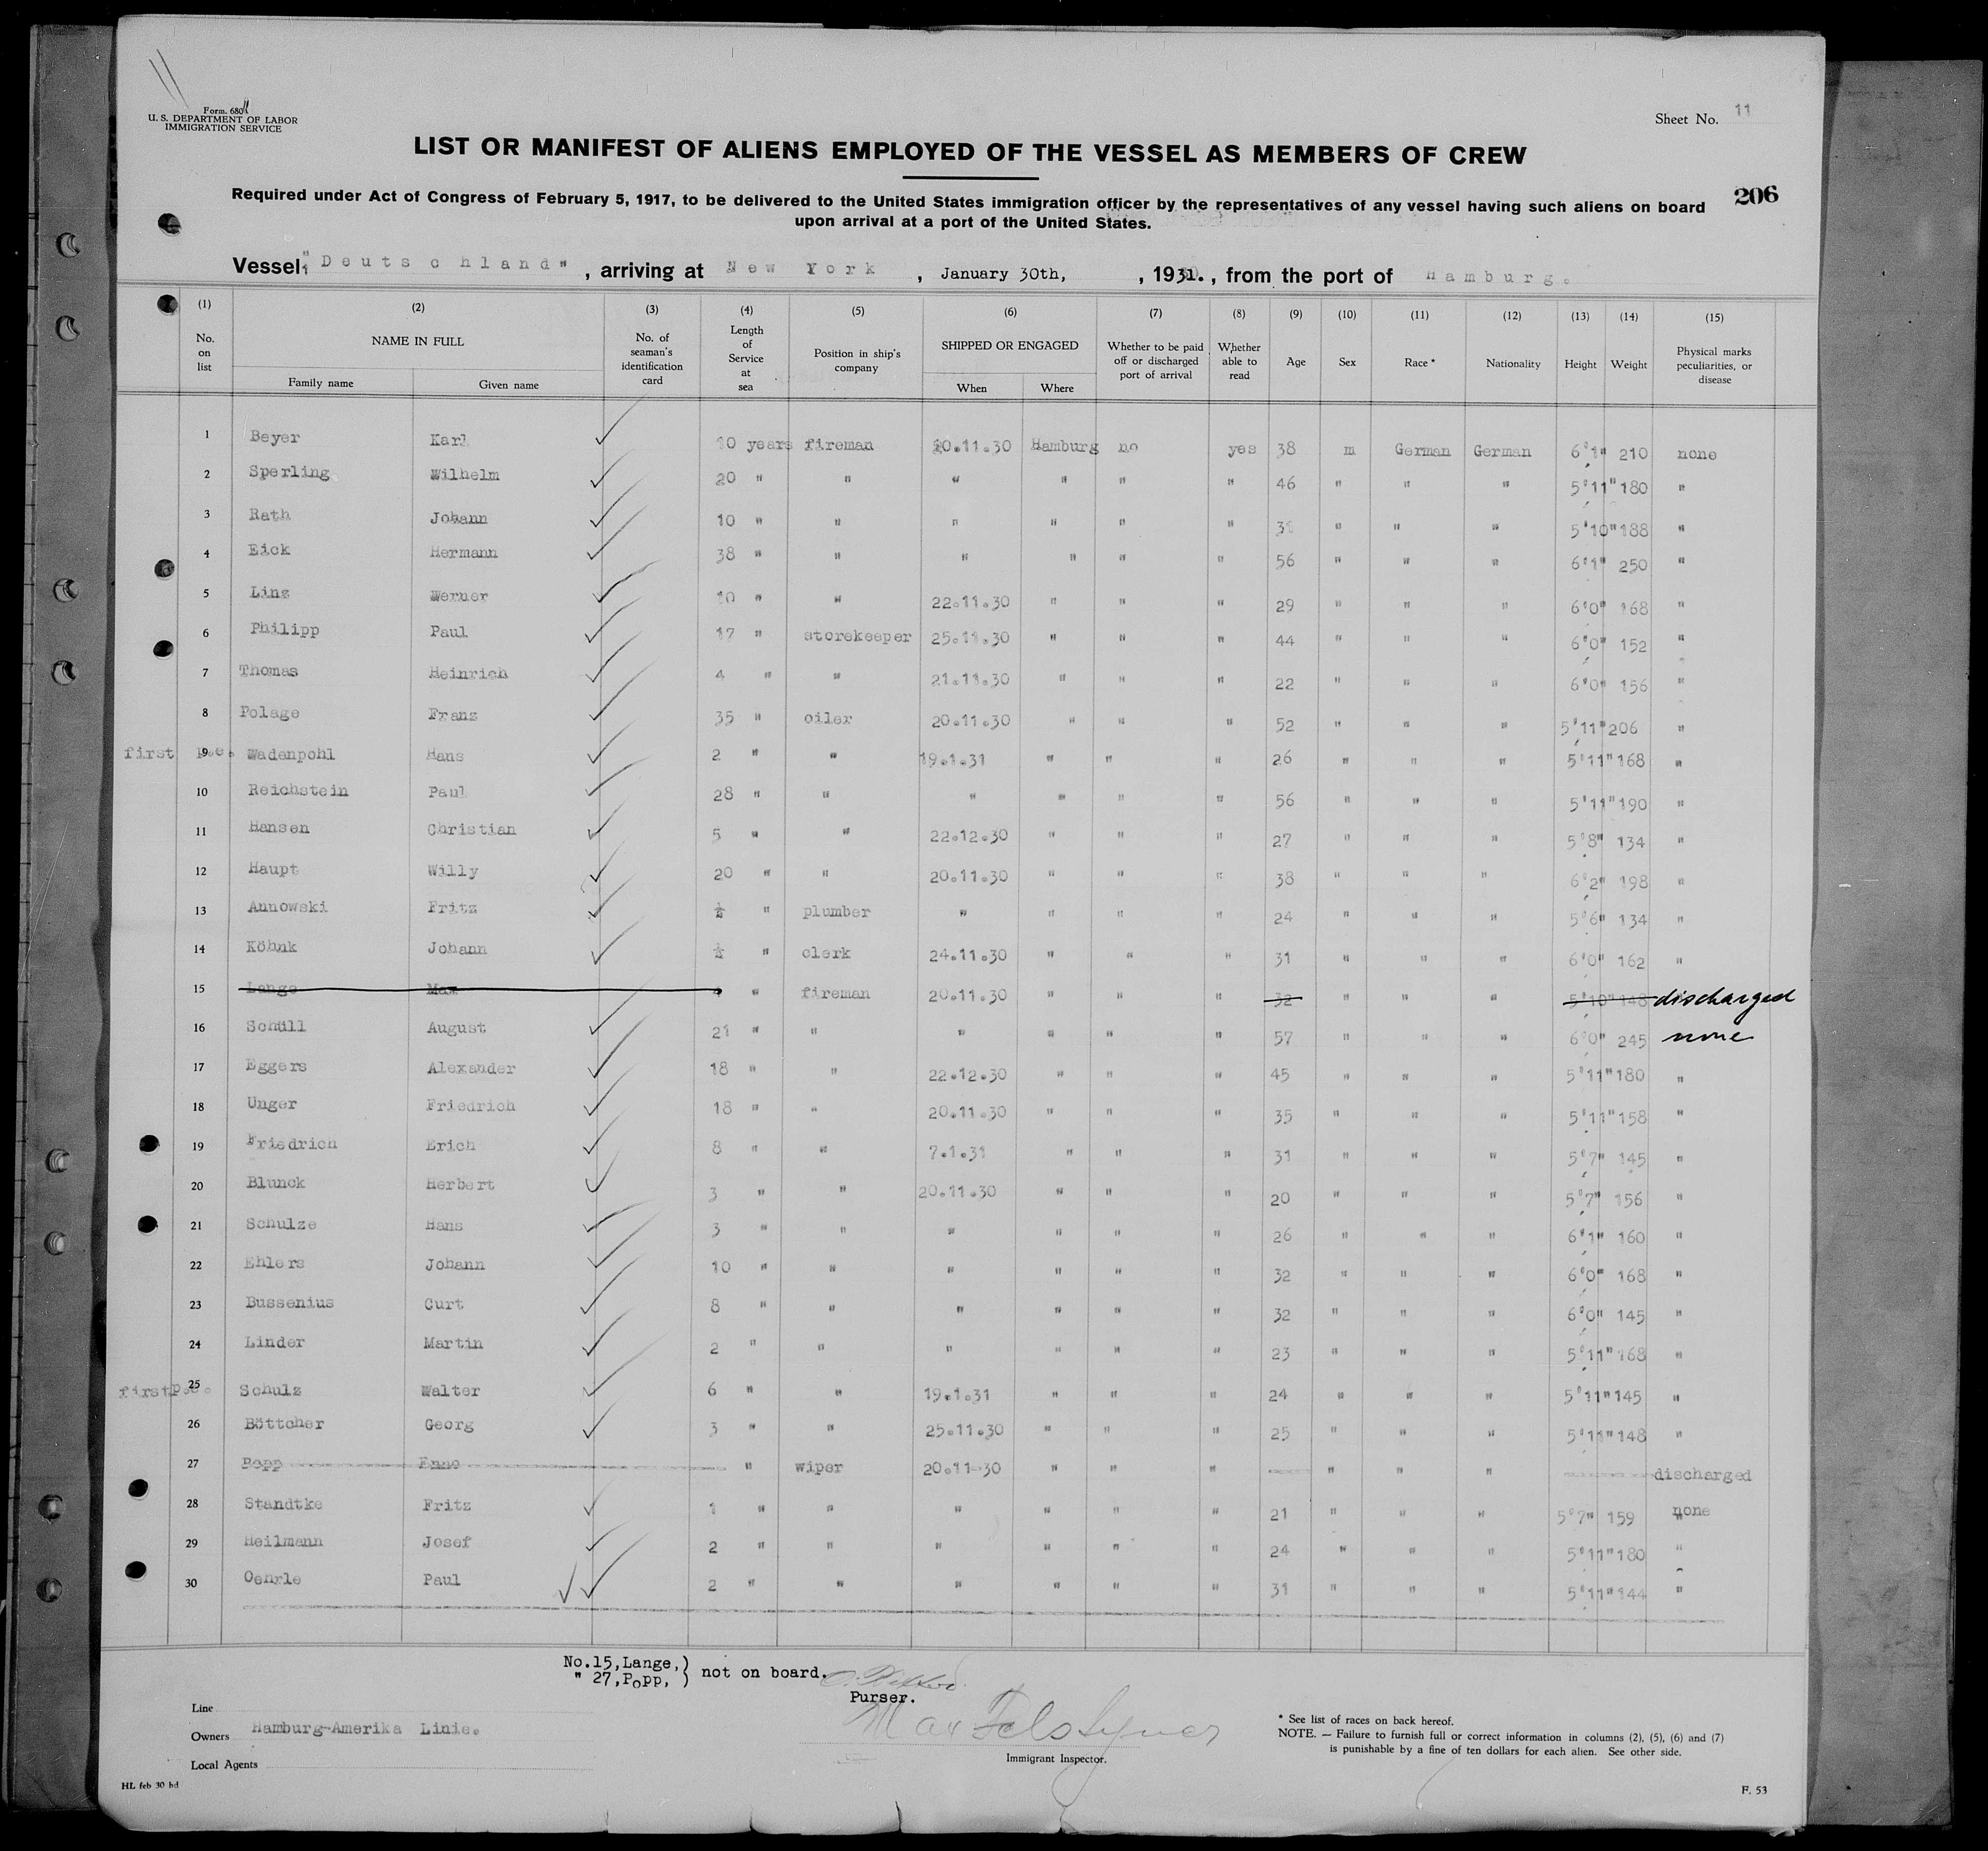 Form. 680
U. S. DEPARTMENT OF LABOR
IMMIGRATION SERVICE
Sheet No. 11
LIST OR MANIFEST OF ALIENS EMPLOYED OF THE VESSEL AS MEMBERS OF CREW
206
Required under Act of Congress of February 5, 1917, to be delivered to the United States immigration officer by the representatives of any vessel having such aliens on board
upon arrival at a port of the United States.
Vessel: "Deutschland" , arriving at New York , January 30th, , 1931. , from the port of Hamburg.
(1) (2) (3) (4) (5) (6) (7) (8) (9) (10) (11) (12) (13) (14) (15)
No. on list NAME IN FULL Family name Given name No. of seaman's identification card Length of Service at sea Position in ship's company SHIPPED OR ENGAGED When Where Whether to be paid off or discharged port of arrival Whether able to read Age Sex Race * Nationality Height Weight Physical marks peculiarities, or disease
1 Beyer Karl 10 years fireman 20.11.30 Hamburg no yes 38 m German German 6'1" 210 none
2 Sperling Wilhelm 20 " " " " " " 46 " " " 5'11" 180 "
3 Rath Johann 10 " " " " " " 31 " " " 5'10" 188 "
4 Eick Hermann 38 " " " " " " 56 " " " 6'1" 250 "
5 Linz Werner 10 " " 22.11.30 " " " 29 " " " 6'0" 168 "
6 Philipp Paul 17 " storekeeper 25.11.30 " " " 44 " " " 6'0" 152 "
7 Thomas Heinrich 4 " " 21.11.30 " " " 22 " " " 6'0" 156 "
8 Polage Franz 35 " oiler 20.11.30 " " " 52 " " " 5'11" 206 "
first 9 Wadenpohl Hans 2 " " 19.1.31 " " " 26 " " " 5'11" 168 "
10 Reichstein Paul 28 " " " " " " 56 " " " 5'11" 190 "
11 Hansen Christian 5 " " 22.12.30 " " " 27 " " " 5'8" 134 "
12 Haupt Willy 20 " " 20.11.30 " " " 38 " " " 6'2" 198 "
13 Annowski Fritz ½ " plumber " " " " 24 " " " 5'6" 134 "
14 Köhnk Johann ½ " clerk 24.11.30 " " " 31 " " " 6'0" 162 "
15 Lange Max 4 " fireman 20.11.30 " " " 32 " " " 5'10" 148 discharged
16 Schüll August 21 " " " " " " 57 " " " 6'0" 245 none
17 Eggers Alexander 18 " " 22.12.30 " " " 45 " " " 5'11" 180 "
18 Unger Friedrich 18 " " 20.11.30 " " " 35 " " " 5'11" 158 "
19 Friedrich Erich 8 " " 7.1.31 " " " 31 " " " 5'7" 145 "
20 Blunck Herbert 3 " " 20.11.30 " " " 20 " " " 5'7" 156 "
21 Schulze Hans 3 " " " " " " 26 " " " 6'1" 160 "
22 Ehlers Johann 10 " " " " " " 32 " " " 6'0" 168 "
23 Bussenius Curt 8 " " " " " " 32 " " " 6'0" 145 "
24 Linder Martin 2 " " " " " " 23 " " " 5'11" 168 "
first 25 Schulz Walter 6 " " 19.1.31 " " " 24 " " " 5'11" 145 "
26 Böttcher Georg 3 " " 25.11.30 " " " 25 " " " 5'11" 148 "
27 Popp Enno " wiper 20.11.30 " " " " " " discharged
28 Standtke Fritz 1 " " " " " " 21 " " " 5'7" 159 none
29 Heilmann Josef 2 " " " " " " 24 " " " 5'11" 180 "
30 Oehrle Paul 2 " " " " " " 31 " " " 5'11" 144 "
No.15,Lange,)
" 27,Popp, ) not on board.
Purser.
Line
Owners Hamburg-Amerika Linie.
Local Agents
Immigrant Inspector.
* See list of races on back hereof.
NOTE. — Failure to furnish full or correct information in columns (2), (5), (6) and (7)
is punishable by a fine of ten dollars for each alien. See other side.
HL feb 30 bd
F. 53